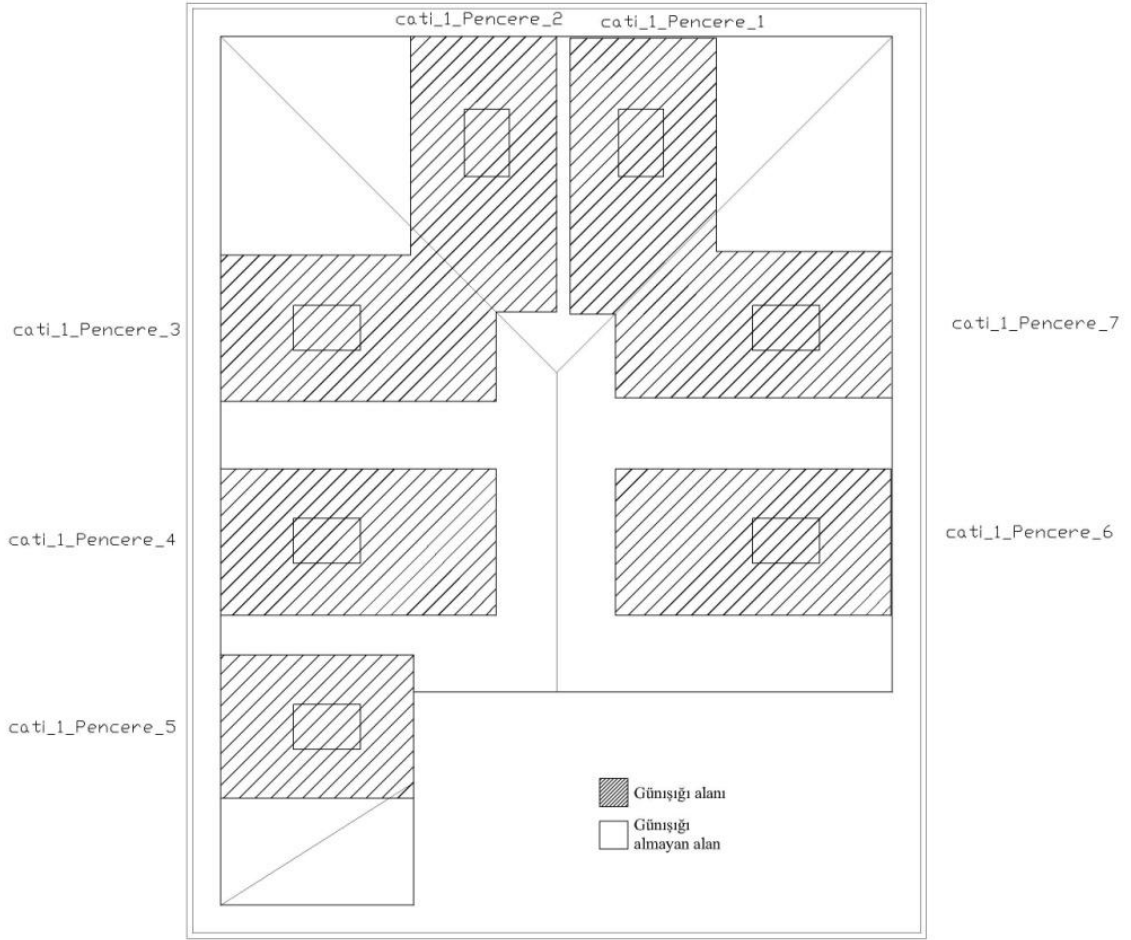 cati_1_Pencere_2
cati_1_Pencere_1
cati_1_Pencere_3
cati_1_Pencere_7
cati_1_Pencere_4
cati_1_Pencere_6
cati_1_Pencere_5
Günışığı alanı
Günışığı
almayan alan